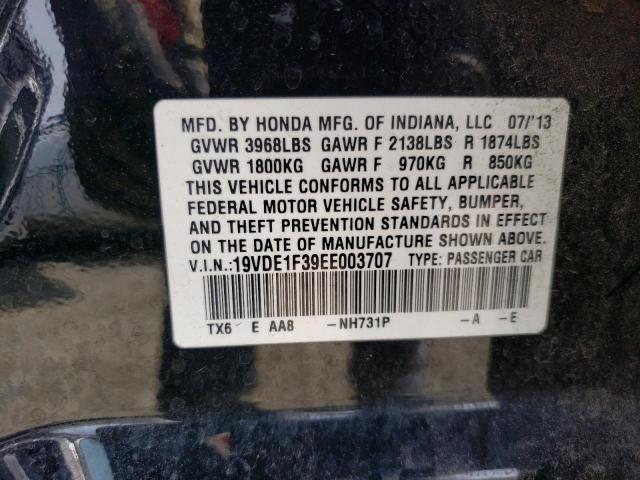 MFD. BY HONDA MFG. OF INDIANA, LLC 07/'13
GVWR 3968LBS GAWR F 2138LBS R 1874LBS
GVWR 1800KG GAWR F 970KG R 850KG
THIS VEHICLE CONFORMS TO ALL APPLICABLE
FEDERAL MOTOR VEHICLE SAFETY, BUMPER,
AND THEFT PREVENTION STANDARDS IN EFFECT
ON THE DATE OF MANUFACTURE SHOWN ABOVE.
V.I.N.:19VDE1F39EE003707 TYPE: PASSENGER CAR
TX6 E AA8 -NH731P -A -E